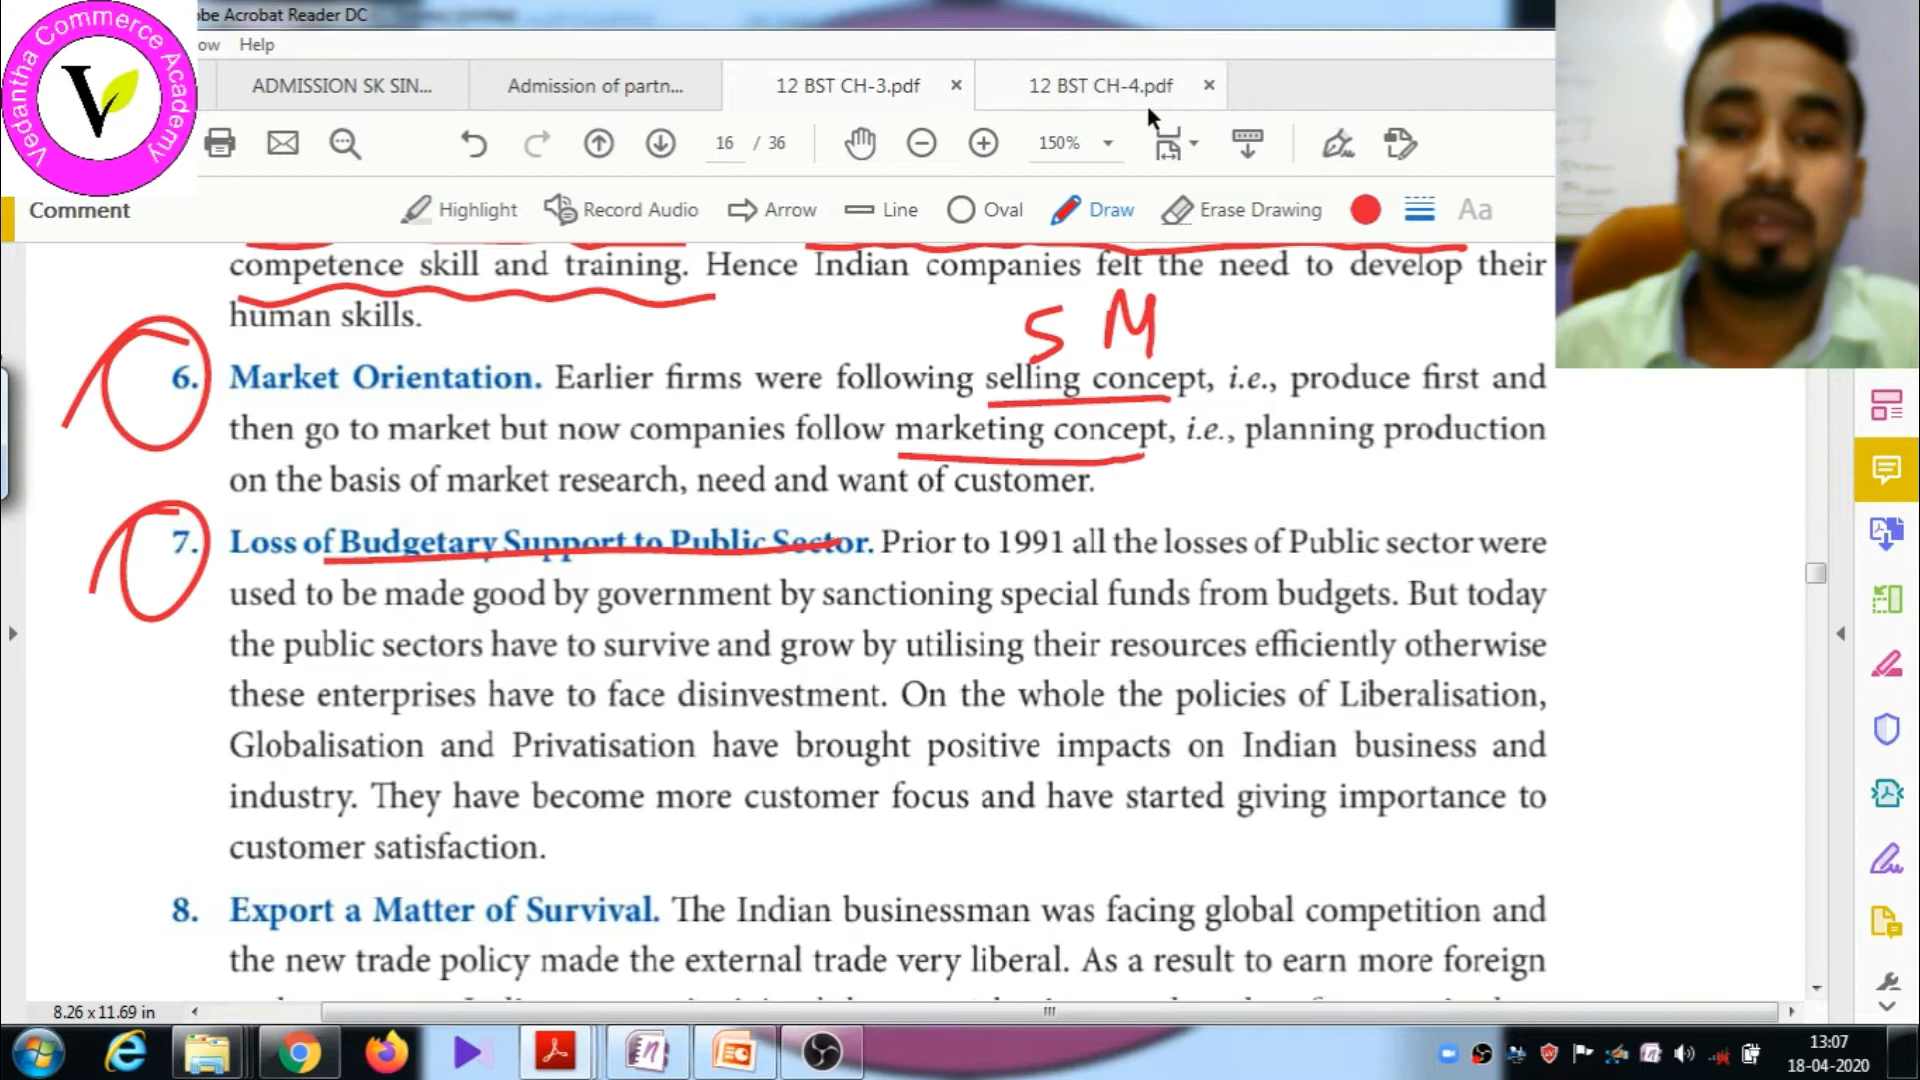 Vedantha Commerce Academy
V
obe Acrobat Reader DC
ow Help
ADMISSION SK SIN... Admission of partn... 12 BST CH-3.pdf × 12 BST CH-4.pdf ×
16 / 36 150%
Comment Highlight Record Audio Arrow Line Oval Draw Erase Drawing Aa
competence skill and training. Hence Indian companies felt the need to develop their
human skills.
S M
6. Market Orientation. Earlier firms were following selling concept, i.e., produce first and
then go to market but now companies follow marketing concept, i.e., planning production
on the basis of market research, need and want of customer.
7. Loss of Budgetary Support to Public Sector. Prior to 1991 all the losses of Public sector were
used to be made good by government by sanctioning special funds from budgets. But today
the public sectors have to survive and grow by utilising their resources efficiently otherwise
these enterprises have to face disinvestment. On the whole the policies of Liberalisation,
Globalisation and Privatisation have brought positive impacts on Indian business and
industry. They have become more customer focus and have started giving importance to
customer satisfaction.
8. Export a Matter of Survival. The Indian businessman was facing global competition and
the new trade policy made the external trade very liberal. As a result to earn more foreign
8.26 x 11.69 in
13:07
18-04-2020